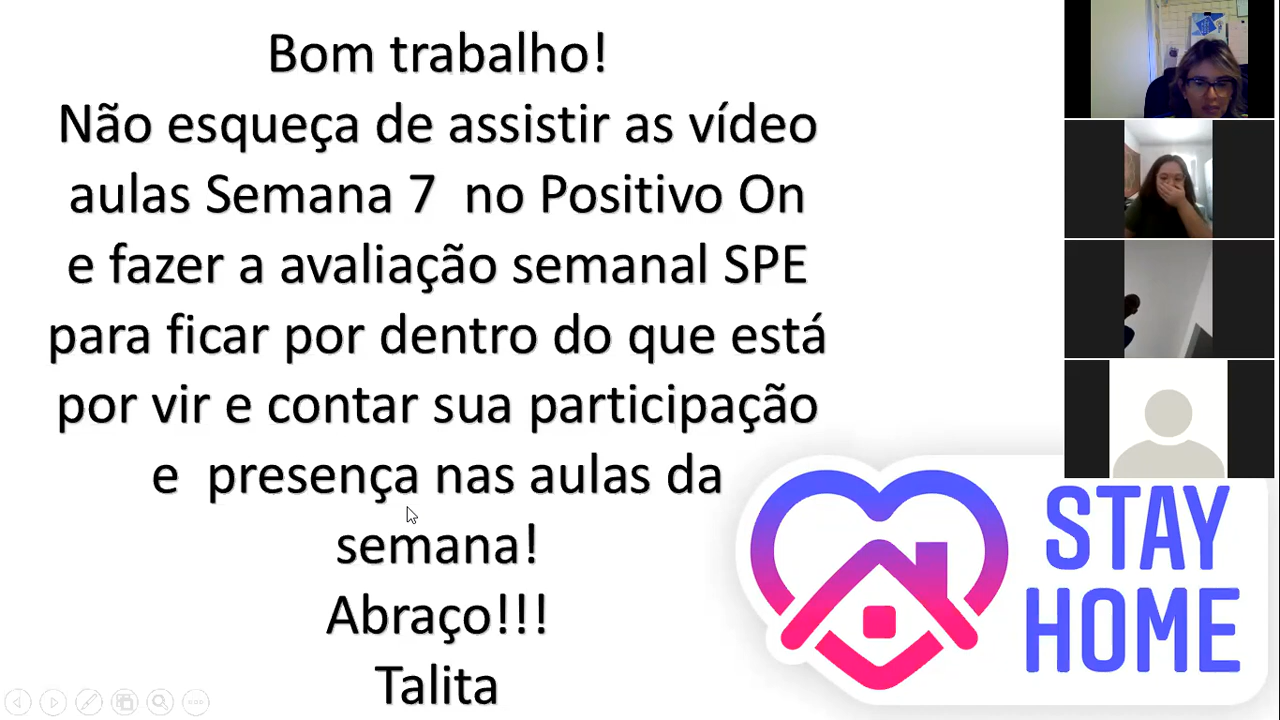 Bom trabalho!
Não esqueça de assistir as vídeo
aulas Semana 7 no Positivo On
e fazer a avaliação semanal SPE
para ficar por dentro do que está
por vir e contar sua participação
e presença nas aulas da
semana!
Abraço!!!
Talita
STAY
HOME